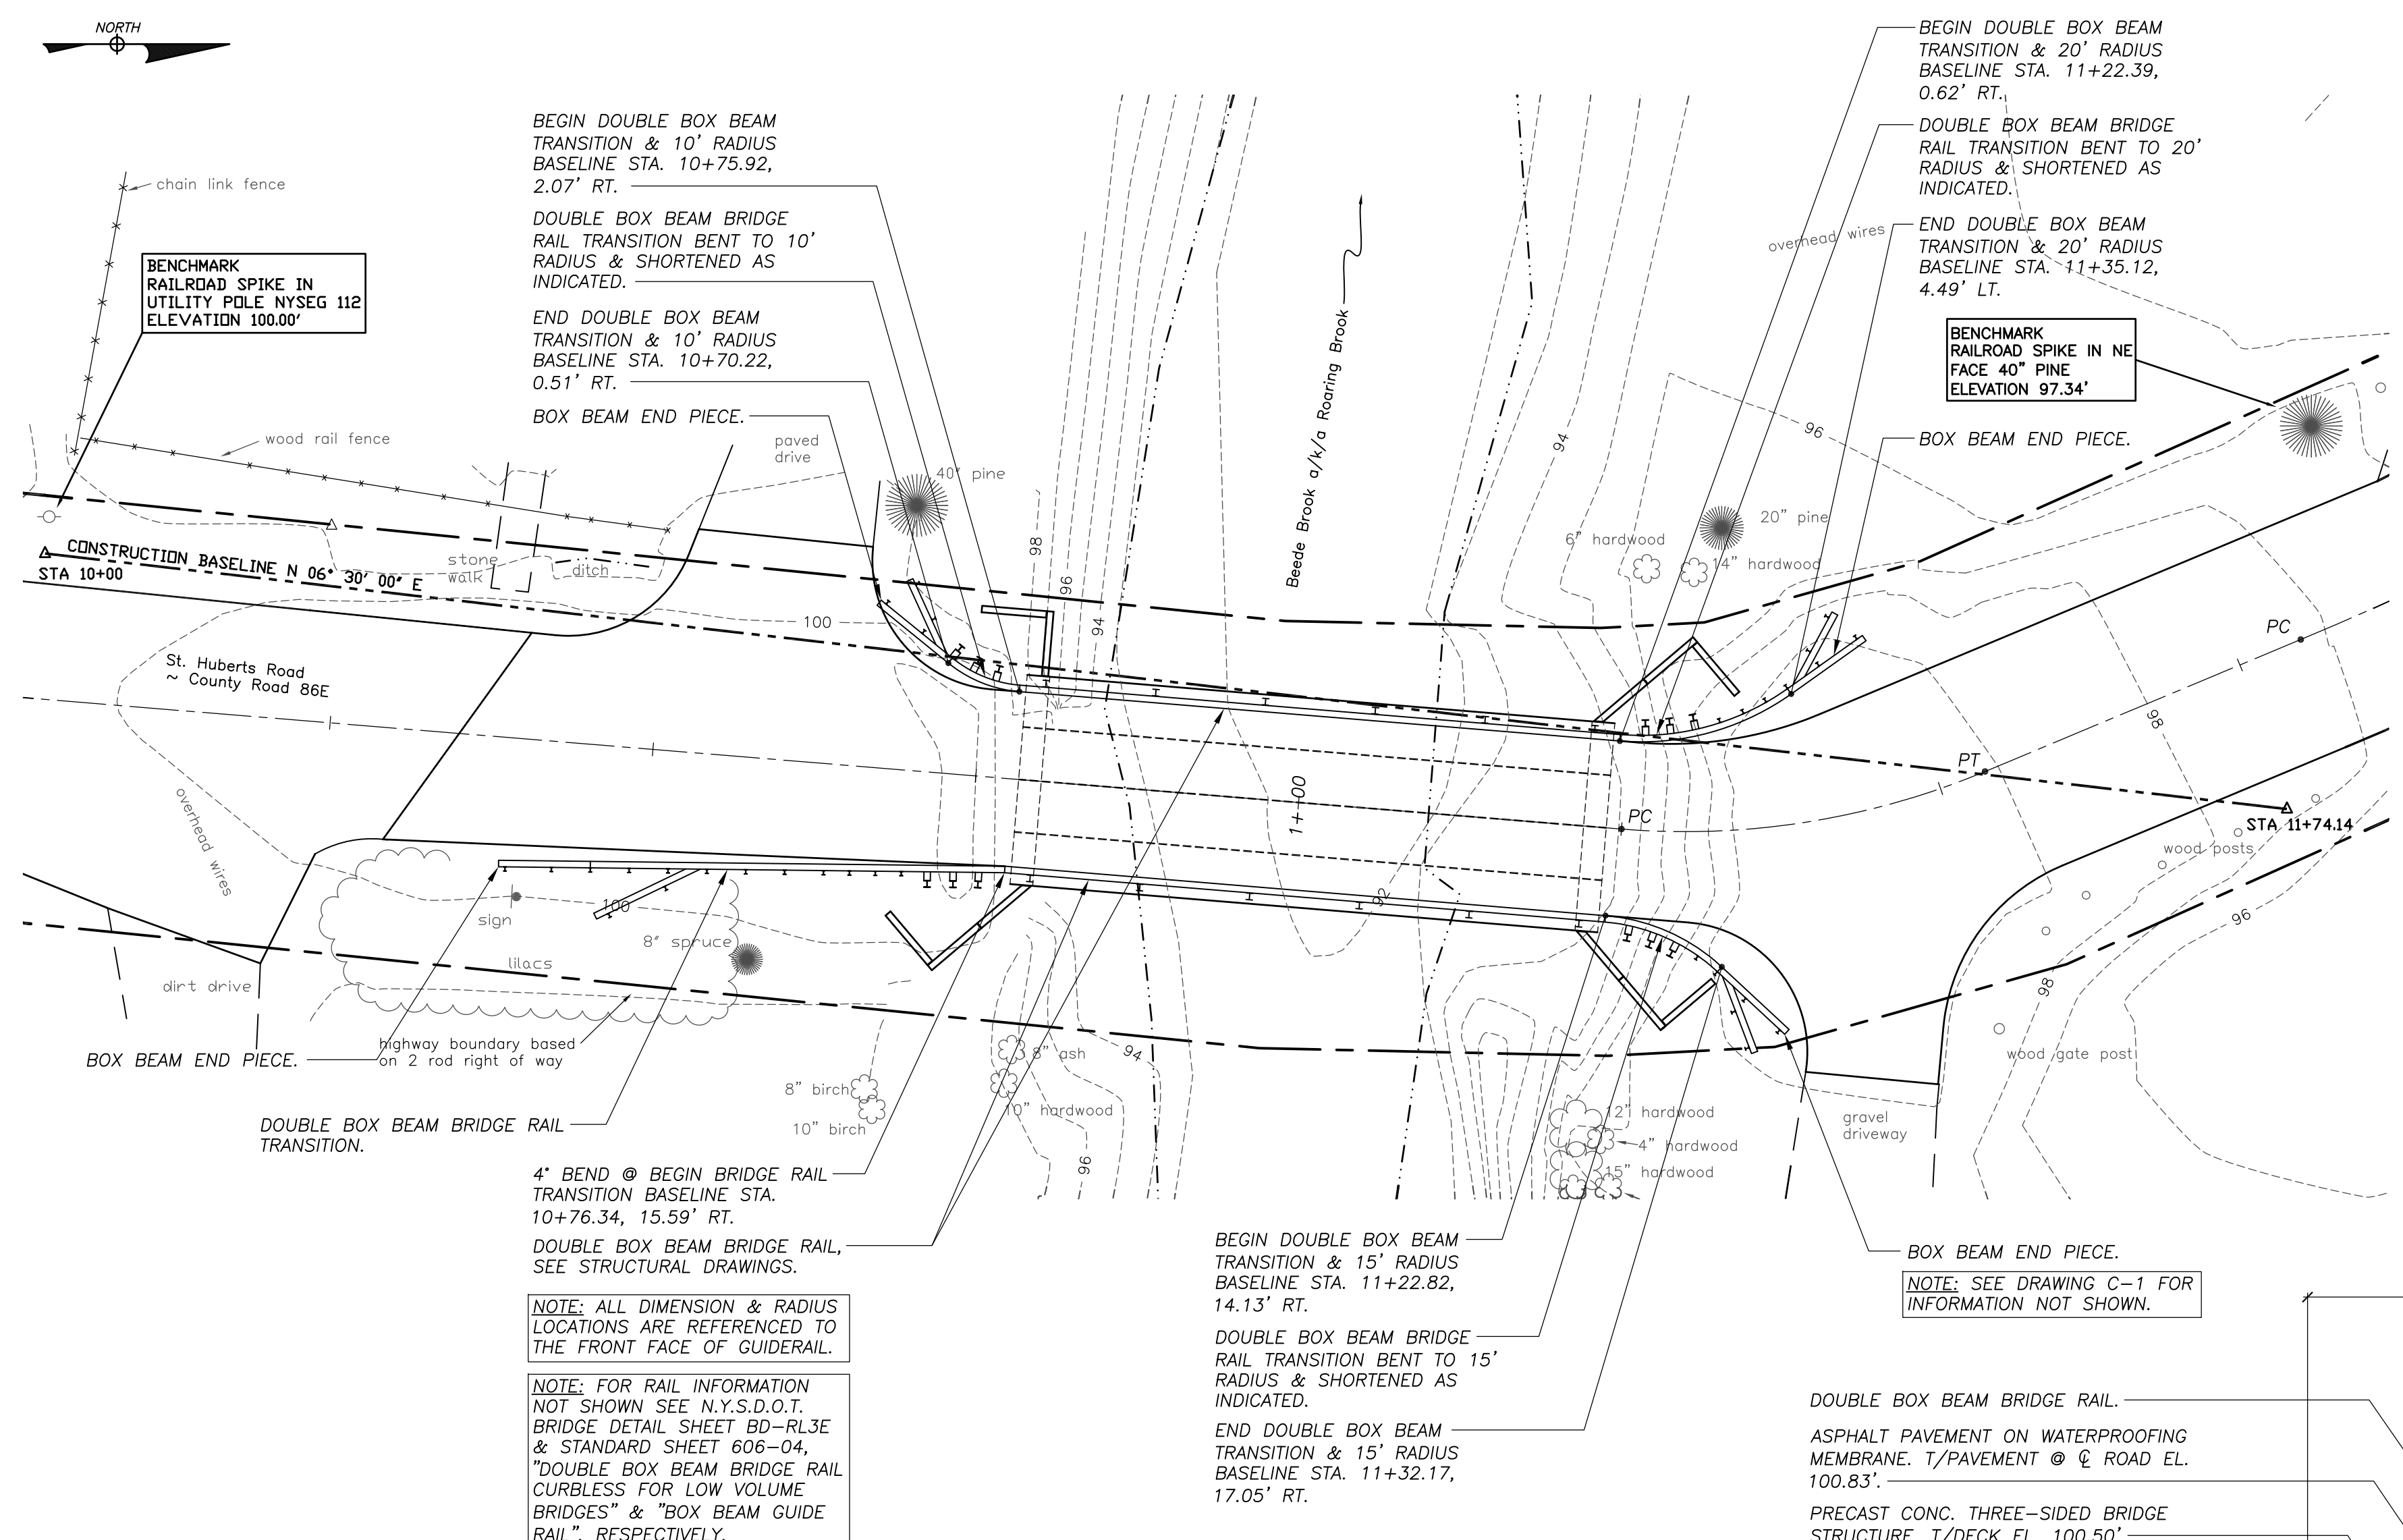 NORTH
BEGIN DOUBLE BOX BEAM
TRANSITION & 10' RADIUS
BASELINE STA. 10+75.92,
2.07' RT.
DOUBLE BOX BEAM BRIDGE
RAIL TRANSITION BENT TO 10'
RADIUS & SHORTENED AS
INDICATED.
END DOUBLE BOX BEAM
TRANSITION & 10' RADIUS
BASELINE STA. 10+70.22,
0.51' RT.
BOX BEAM END PIECE.
chain link fence
BENCHMARK
RAILROAD SPIKE IN
UTILITY POLE NYSEG 112
ELEVATION 100.00'
wood rail fence
paved
drive
40" pine
CONSTRUCTION BASELINE N 06° 30' 00" E
STA 10+00
stone
walk
ditch
100
98
96
94
St. Huberts Road
~ County Road 86E
overhead wires
Beede Brook a/k/a Roaring Brook
BEGIN DOUBLE BOX BEAM
TRANSITION & 20' RADIUS
BASELINE STA. 11+22.39,
0.62' RT.
DOUBLE BOX BEAM BRIDGE
RAIL TRANSITION BENT TO 20'
RADIUS & SHORTENED AS
INDICATED.
overhead wires
END DOUBLE BOX BEAM
TRANSITION & 20' RADIUS
BASELINE STA. 11+35.12,
4.49' LT.
BENCHMARK
RAILROAD SPIKE IN NE
FACE 40" PINE
ELEVATION 97.34'
BOX BEAM END PIECE.
94
96
20" pine
6" hardwood
14" hardwood
PC
98
PT
1+00
PC
STA 11+74.14
wood posts
92
96
98
sign
100
8" spruce
lilacs
dirt drive
highway boundary based
on 2 rod right of way
BOX BEAM END PIECE.
8" ash
94
8" birch
10" hardwood
10" birch
96
12" hardwood
4" hardwood
15" hardwood
gravel
driveway
wood gate post
DOUBLE BOX BEAM BRIDGE RAIL
TRANSITION.
4° BEND @ BEGIN BRIDGE RAIL
TRANSITION BASELINE STA.
10+76.34, 15.59' RT.
DOUBLE BOX BEAM BRIDGE RAIL,
SEE STRUCTURAL DRAWINGS.
NOTE: ALL DIMENSION & RADIUS
LOCATIONS ARE REFERENCED TO
THE FRONT FACE OF GUIDERAIL.
NOTE: FOR RAIL INFORMATION
NOT SHOWN SEE N.Y.S.D.O.T.
BRIDGE DETAIL SHEET BD-RL3E
& STANDARD SHEET 606-04,
"DOUBLE BOX BEAM BRIDGE RAIL
CURBLESS FOR LOW VOLUME
BRIDGES" & "BOX BEAM GUIDE
RAIL", RESPECTIVELY.
BEGIN DOUBLE BOX BEAM
TRANSITION & 15' RADIUS
BASELINE STA. 11+22.82,
14.13' RT.
DOUBLE BOX BEAM BRIDGE
RAIL TRANSITION BENT TO 15'
RADIUS & SHORTENED AS
INDICATED.
END DOUBLE BOX BEAM
TRANSITION & 15' RADIUS
BASELINE STA. 11+32.17,
17.05' RT.
BOX BEAM END PIECE.
NOTE: SEE DRAWING C-1 FOR
INFORMATION NOT SHOWN.
DOUBLE BOX BEAM BRIDGE RAIL.
ASPHALT PAVEMENT ON WATERPROOFING
MEMBRANE. T/PAVEMENT @ ℄ ROAD EL.
100.83'.
PRECAST CONC. THREE-SIDED BRIDGE
STRUCTURE. T/DECK EL. 100.50'